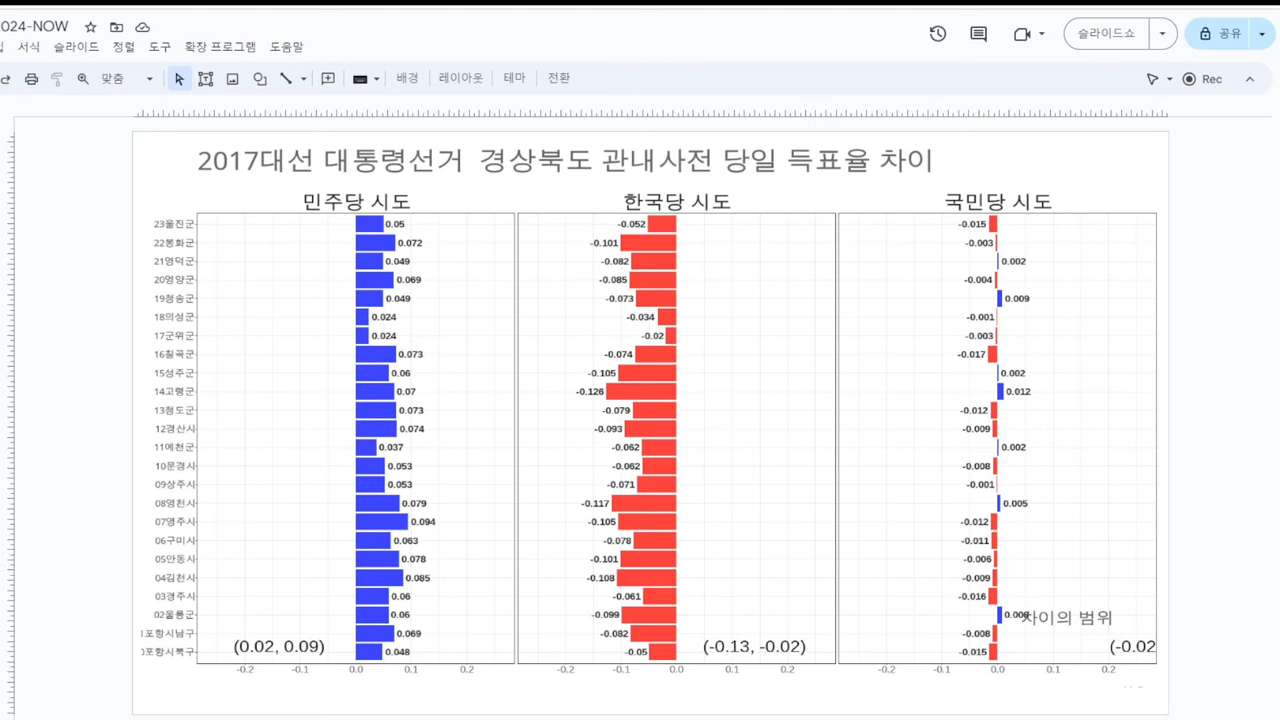 024-NOW
서식 슬라이드 정렬 도구 확장 프로그램 도움말
슬라이드쇼
공유
맞춤
배경 레이아웃 테마 전환
Rec
2017대선 대통령선거 경상북도 관내사전 당일 득표율 차이
민주당 시도 한국당 시도 국민당 시도
23울진군 0.05 -0.052 -0.015
22봉화군 0.072 -0.101 -0.003
21영덕군 0.049 -0.082 0.002
20영양군 0.069 -0.085 -0.004
19청송군 0.049 -0.073 0.009
18의성군 0.024 -0.034 -0.001
17군위군 0.024 -0.02 -0.003
16칠곡군 0.073 -0.074 -0.017
15성주군 0.06 -0.105 0.002
14고령군 0.07 -0.126 0.012
13청도군 0.073 -0.079 -0.012
12경산시 0.074 -0.093 -0.009
11예천군 0.037 -0.062 0.002
10문경시 0.053 -0.062 -0.008
09상주시 0.053 -0.071 -0.001
08영천시 0.079 -0.117 0.005
07영주시 0.094 -0.105 -0.012
06구미시 0.063 -0.078 -0.011
05안동시 0.078 -0.101 -0.006
04김천시 0.085 -0.108 -0.009
03경주시 0.06 -0.061 -0.016
02울릉군 0.06 -0.099 차이의 범위
포항시남구 0.069 -0.082 -0.008
포항시북구 0.048 -0.05 -0.015
(0.02, 0.09) (-0.13, -0.02) (-0.02
-0.2 0.0 0.2 -0.2 -0.1 0.0 0.1 0.2 -0.2 -0.1 0.0 0.1 0.2